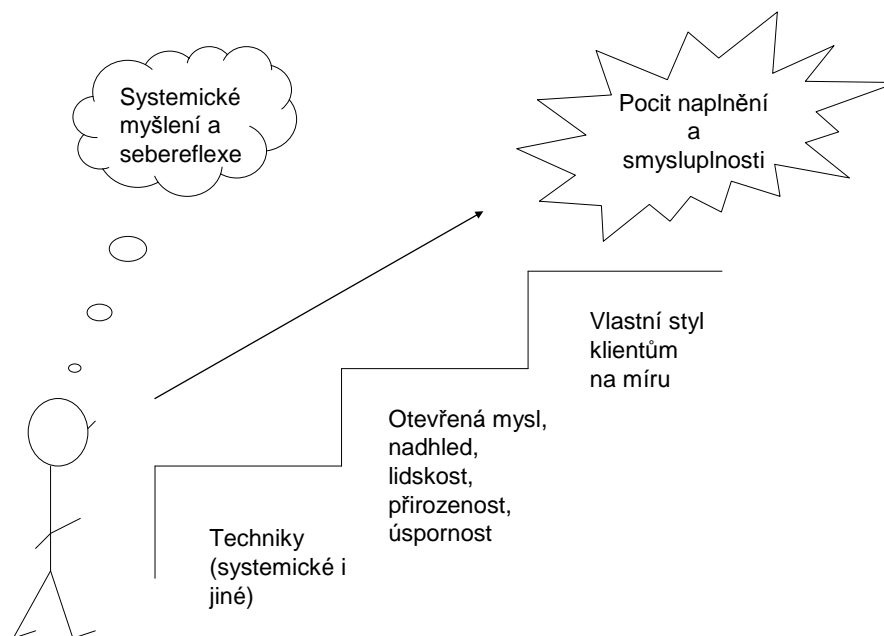 Systemické
myšlení a
sebereflexe
Pocit naplnění
a
smysluplnosti
Vlastní styl
klientům
na míru
Otevřená mysl,
nadhled,
lidskost,
přirozenost,
úspornost
Techniky
(systemické i
jiné)